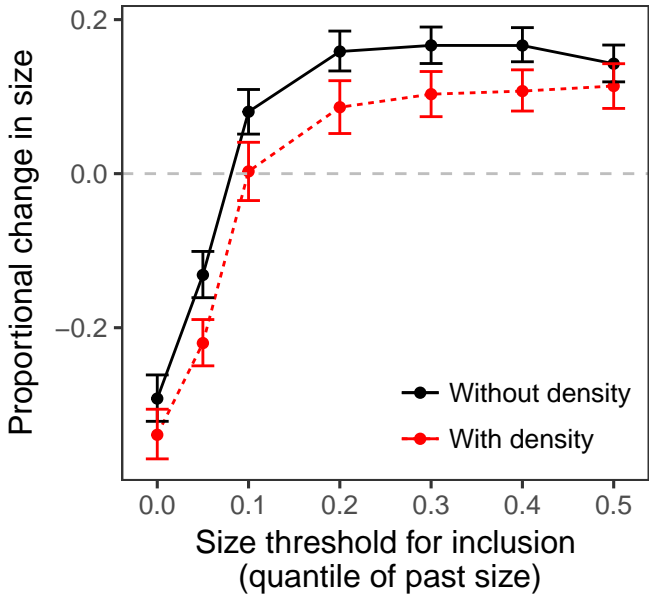 Proportional change in size
0.2
0.0
−0.2
Without density
With density
0.0 0.1 0.2 0.3 0.4 0.5
Size threshold for inclusion
(quantile of past size)